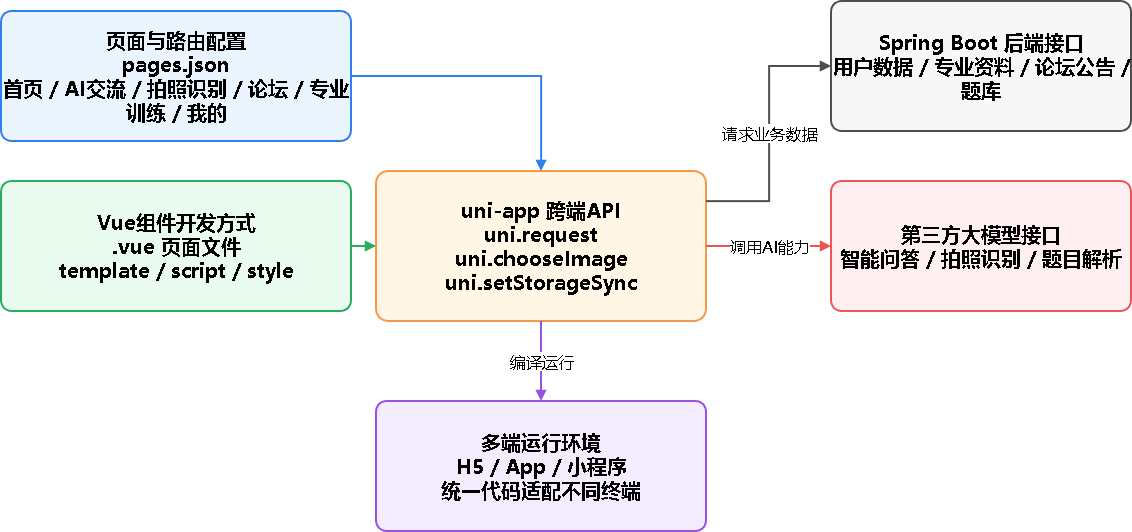 页面与路由配置
pages.json
首页 / AI交流 / 拍照识别 / 论坛 / 专业
训练 / 我的
Spring Boot 后端接口
用户数据 / 专业资料 / 论坛公告 /
题库
请求业务数据
Vue组件开发方式
.vue 页面文件
template / script / style
uni-app 跨端API
uni.request
uni.chooseImage
uni.setStorageSync
调用AI能力
第三方大模型接口
智能问答 / 拍照识别 / 题目解析
编译运行
多端运行环境
H5 / App / 小程序
统一代码适配不同终端